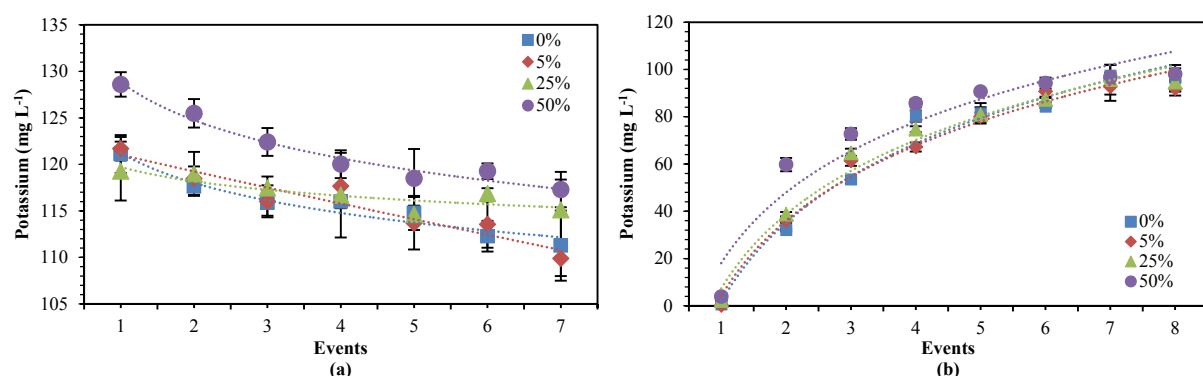 Potassium (mg L-1)
135
130
125
120
115
110
105
0%
5%
25%
50%
1 2 3 4 5 6 7
Events
(a)
Potassium (mg L-1)
120
100
80
60
40
20
0
0%
5%
25%
50%
1 2 3 4 5 6 7 8
Events
(b)